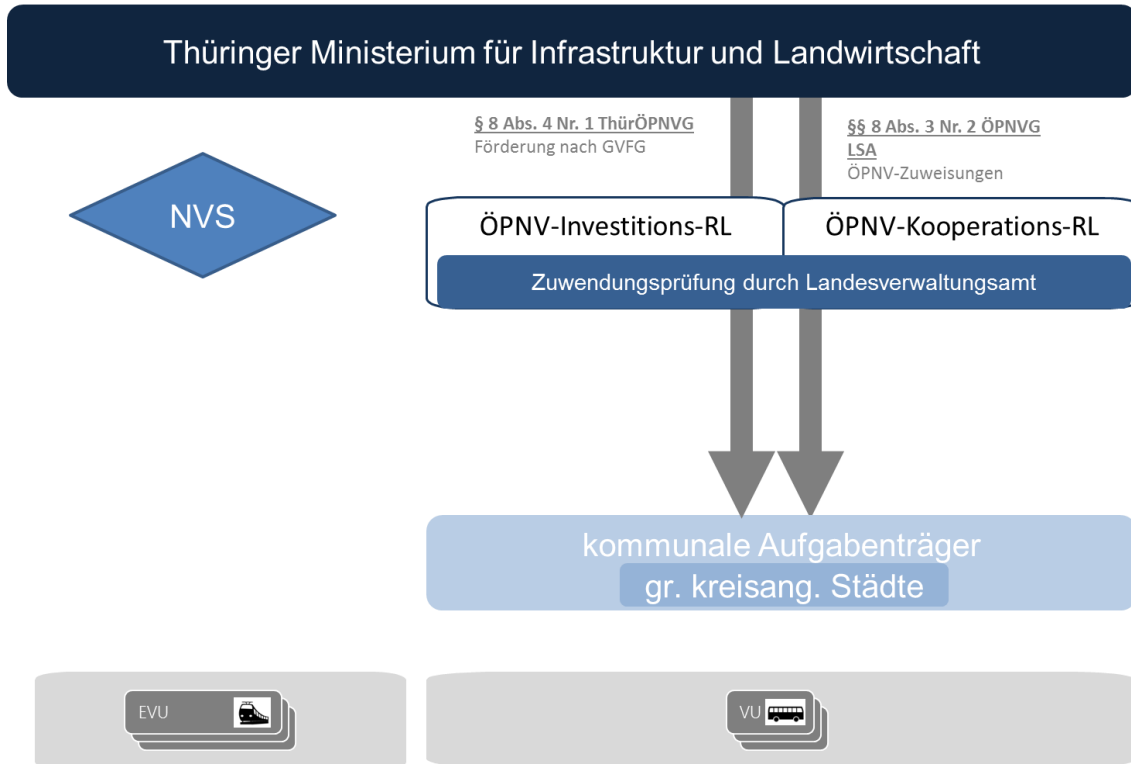 Thüringer Ministerium für Infrastruktur und Landwirtschaft
§ 8 Abs. 4 Nr. 1 ThürÖPNVG
Förderung nach GVFG
§§ 8 Abs. 3 Nr. 2 ÖPNVG
LSA
ÖPNV-Zuweisungen
NVS
ÖPNV-Investitions-RL
ÖPNV-Kooperations-RL
Zuwendungsprüfung durch Landesverwaltungsamt
kommunale Aufgabenträger
gr. kreisang. Städte
EVU
VU